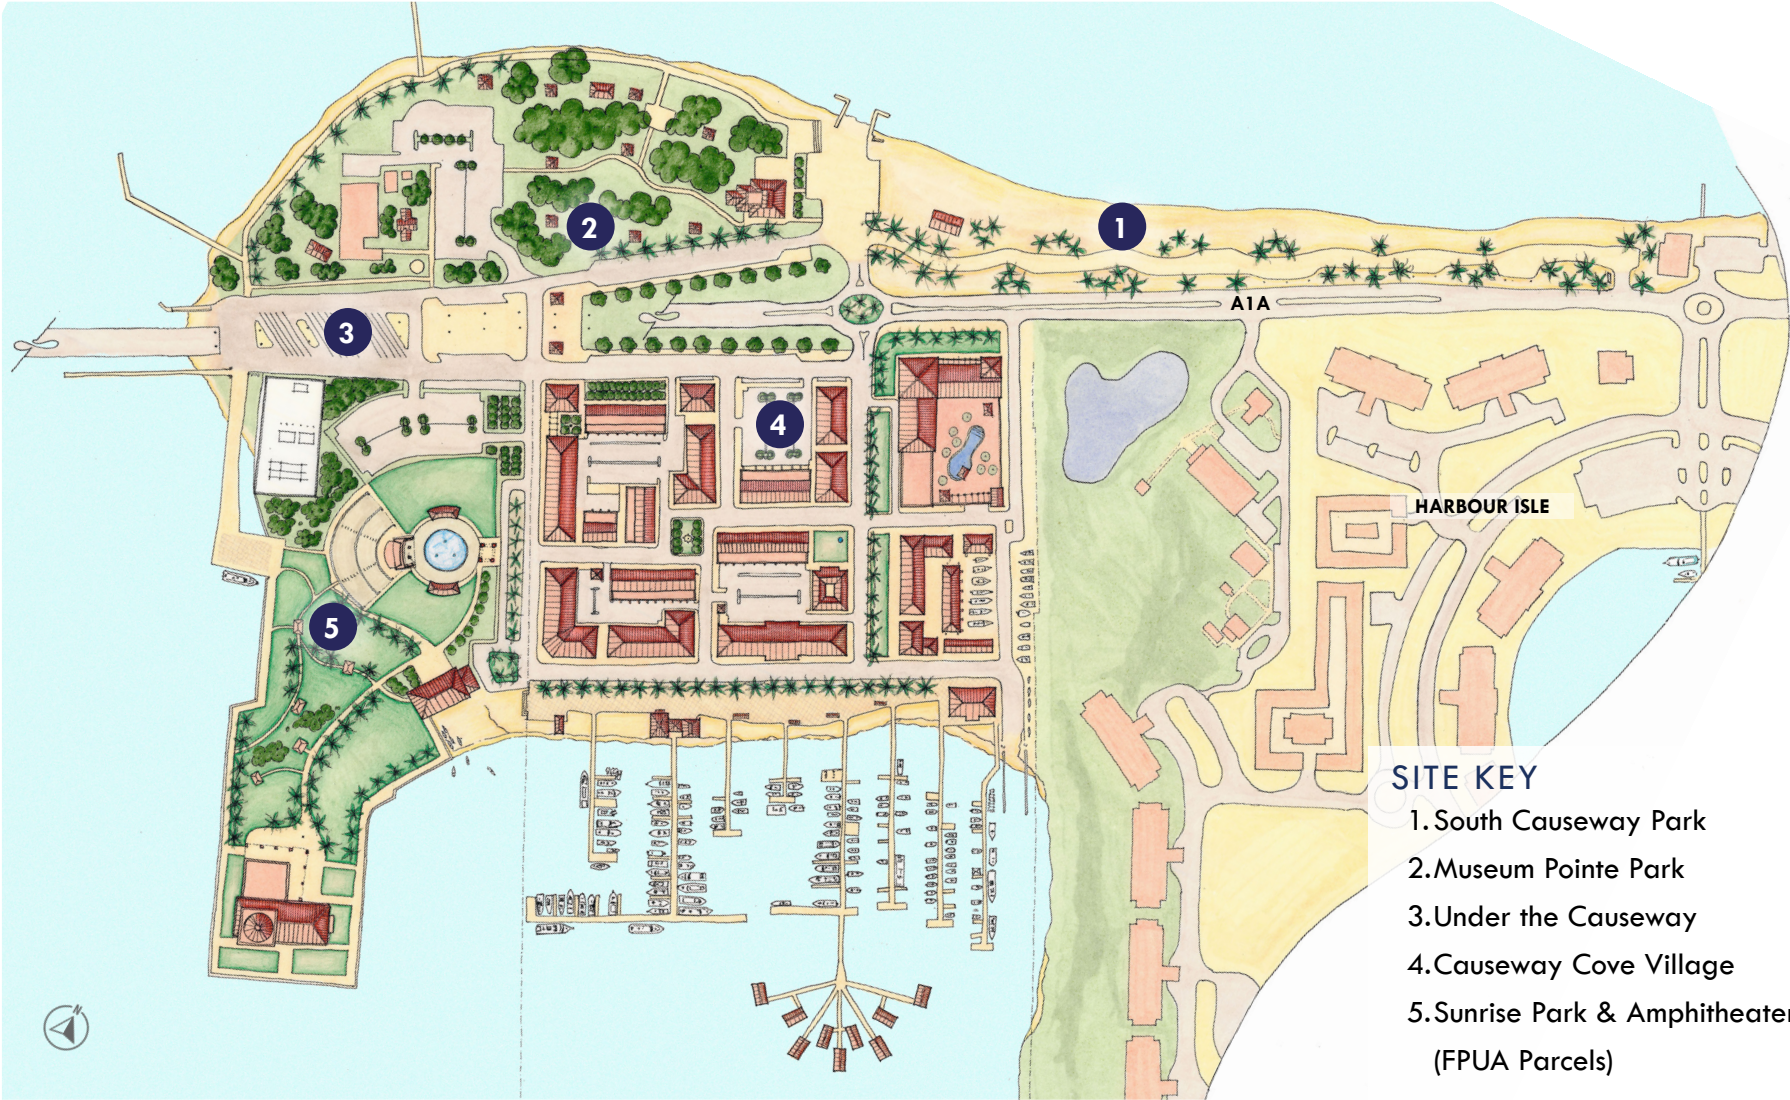 2
1
A1A
3
4
HARBOUR ISLE
5
SITE KEY
1. South Causeway Park
2. Museum Pointe Park
3. Under the Causeway
4. Causeway Cove Village
5. Sunrise Park & Amphitheater
(FPUA Parcels)
N